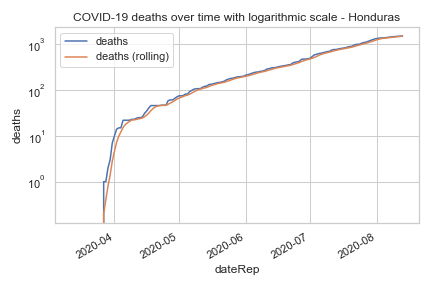 COVID-19 deaths over time with logarithmic scale - Honduras
deaths
deaths (rolling)
10³
10²
10¹
10⁰
deaths
2020-04
2020-05
2020-06
2020-07
2020-08
dateRep